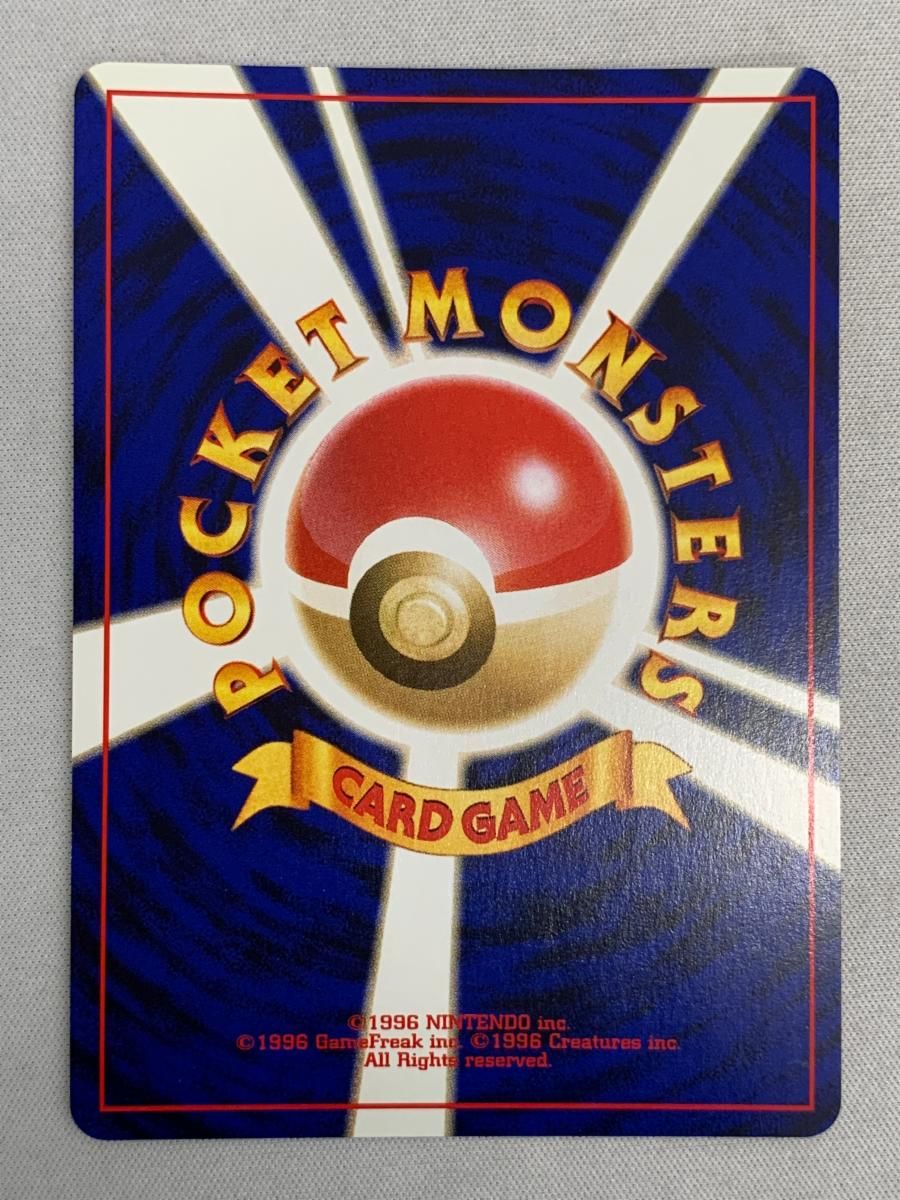 POCKET MONSTERS
CARD GAME
©1996 NINTENDO inc.
©1996 GameFreak inc. ©1996 Creatures inc.
All Rights reserved.